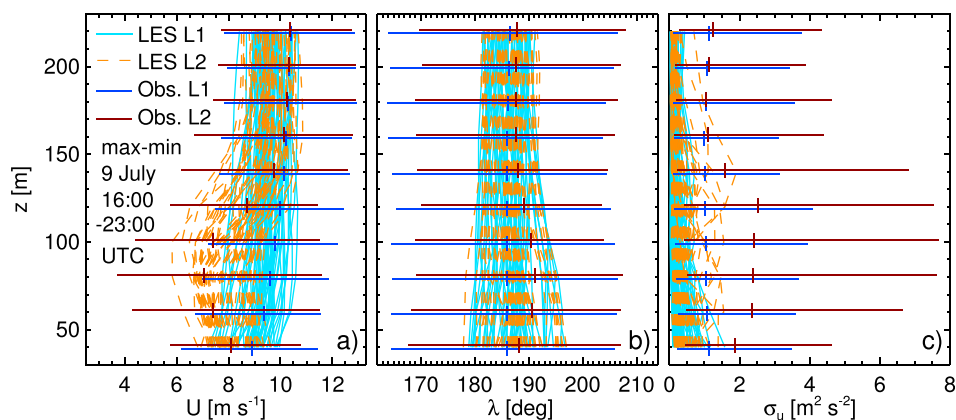 LES L1
LES L2
Obs. L1
Obs. L2
max-min
9 July
16:00
-23:00
UTC
z [m]
200
150
100
50
a)
b)
c)
4 6 8 10 12
170 180 190 200 210
0 2 4 6 8
U [m s⁻¹]
λ [deg]
σᵤ [m² s⁻²]